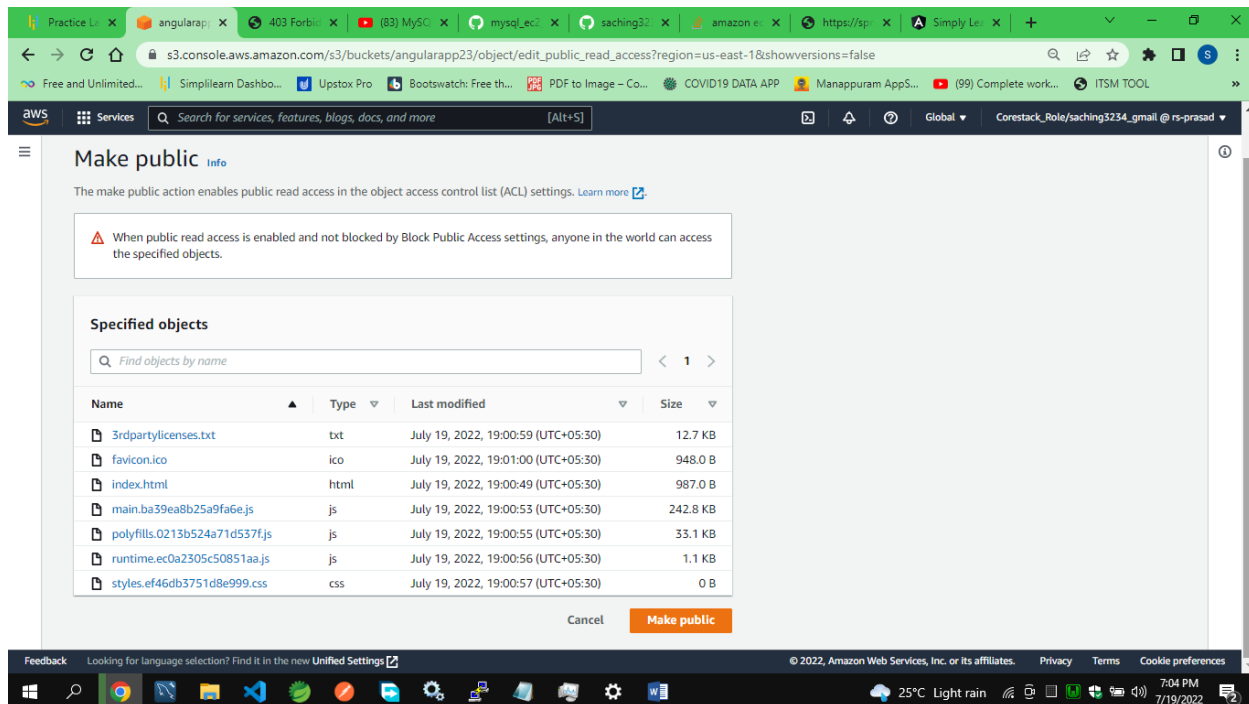 Practice La
angularapp
403 Forbid
(83) MySQ
mysql_ec2
saching32
amazon ec
https://spr
Simply Lea
s3.console.aws.amazon.com/s3/buckets/angularapp23/object/edit_public_read_access?region=us-east-1&showversions=false
S
Free and Unlimited...
Simplilearn Dashbo...
Upstox Pro
Bootswatch: Free th...
PDF to Image – Co...
COVID19 DATA APP
Manappuram AppS...
(99) Complete work...
ITSM TOOL
»
aws
Services
Search for services, features, blogs, docs, and more
[Alt+S]
Global
Corestack_Role/saching3234_gmail @ rs-prasad
Make public Info
The make public action enables public read access in the object access control list (ACL) settings. Learn more
When public read access is enabled and not blocked by Block Public Access settings, anyone in the world can access
the specified objects.
Specified objects
Find objects by name
1
Name Type Last modified Size
3rdpartylicenses.txt txt July 19, 2022, 19:00:59 (UTC+05:30) 12.7 KB
favicon.ico ico July 19, 2022, 19:01:00 (UTC+05:30) 948.0 B
index.html html July 19, 2022, 19:00:49 (UTC+05:30) 987.0 B
main.ba39ea8b25a9fa6e.js js July 19, 2022, 19:00:53 (UTC+05:30) 242.8 KB
polyfills.0213b524a71d537f.js js July 19, 2022, 19:00:55 (UTC+05:30) 33.1 KB
runtime.ec0a2305c50851aa.js js July 19, 2022, 19:00:56 (UTC+05:30) 1.1 KB
styles.ef46db3751d8e999.css css July 19, 2022, 19:00:57 (UTC+05:30) 0 B
Cancel
Make public
Feedback
Looking for language selection? Find it in the new Unified Settings
© 2022, Amazon Web Services, Inc. or its affiliates.
Privacy
Terms
Cookie preferences
25°C Light rain
7:04 PM
7/19/2022
2